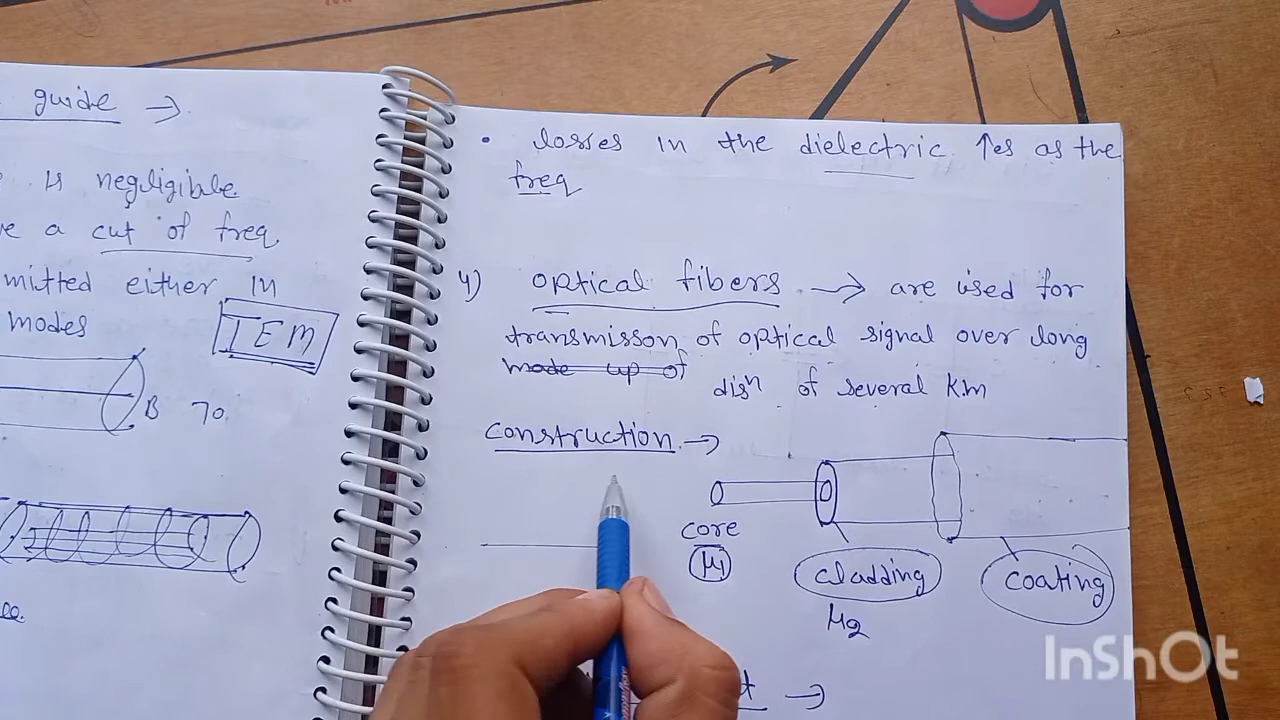 guide →
is negligible
a cut of freq.
mitted either in
modes
TEM
B 70
• losses in the dielectric ↑es as the
freq
4) optical fibers → are used for
transmisson of optical signal over long
made up of disⁿ of several K.m
construction →
core
μ1
cladding
μ2
coating
→
InShOt